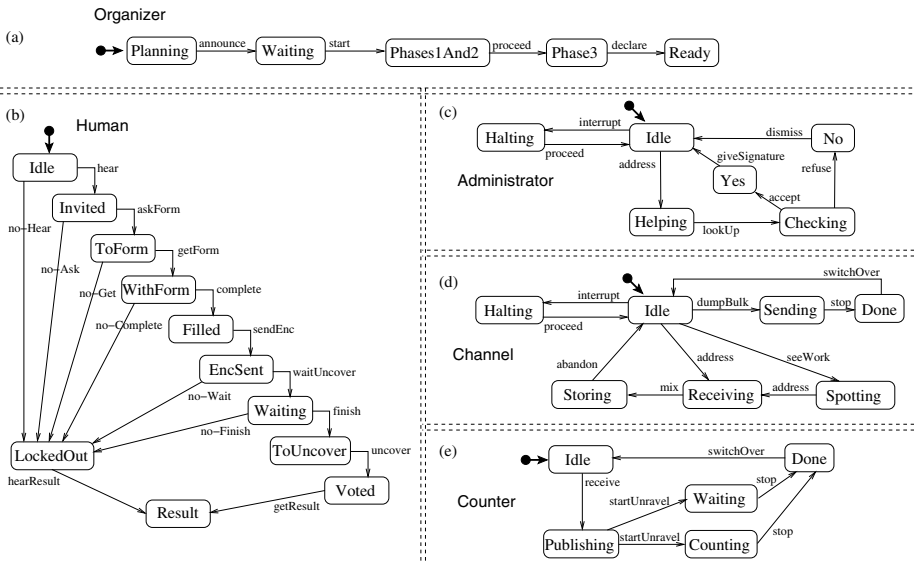 Organizer
(a)
Planning
announce
Waiting
start
Phases1And2
proceed
Phase3
declare
Ready
(b)
Human
Idle
hear
no-Hear
Invited
askForm
no-Ask
ToForm
getForm
no-Get
WithForm
complete
no-Complete
Filled
sendEnc
EncSent
waitUncover
no-Wait
Waiting
finish
no-Finish
ToUncover
uncover
LockedOut
hearResult
Voted
getResult
Result
(c)
Administrator
Halting
interrupt
proceed
Idle
dismiss
No
address
giveSignature
Yes
refuse
accept
Helping
lookUp
Checking
(d)
Channel
switchOver
Halting
interrupt
proceed
Idle
dumpBulk
Sending
stop
Done
abandon
address
seeWork
Storing
mix
Receiving
address
Spotting
(e)
Counter
Idle
switchOver
Done
receive
startUnravel
Waiting
stop
Publishing
startUnravel
Counting
stop